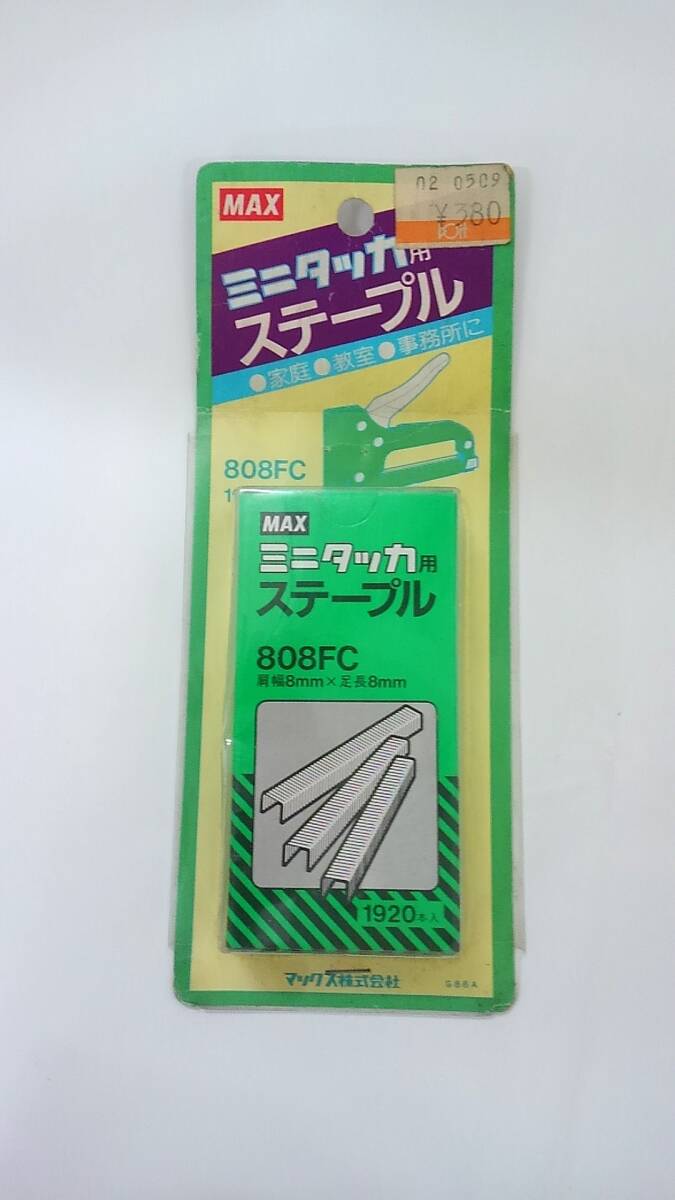 MAX
02 0509
¥380
ミニタッカ用
ステープル
●家庭●教室●事務所に
808FC
MAX
ミニタッカ用
ステープル
808FC
肩幅8mm×足長8mm
1920本入
マックス株式会社